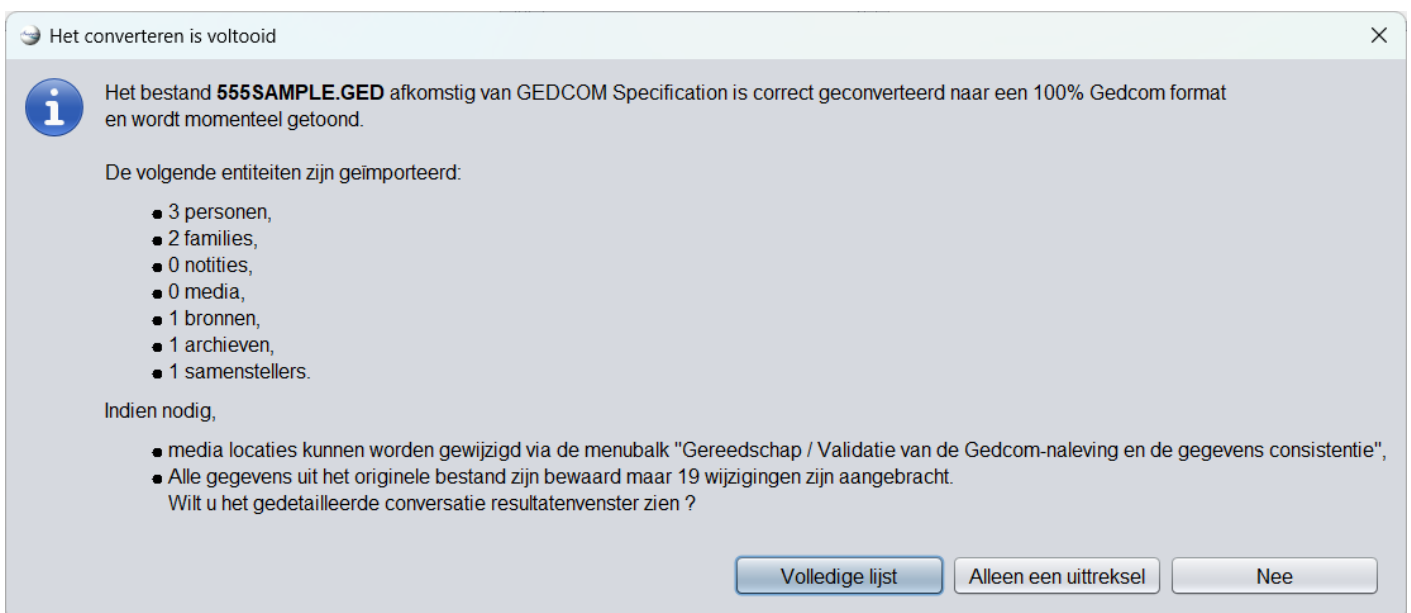 Het converteren is voltooid
Het bestand 555SAMPLE.GED afkomstig van GEDCOM Specification is correct geconverteerd naar een 100% Gedcom format
en wordt momenteel getoond.
De volgende entiteiten zijn geïmporteerd:
• 3 personen,
• 2 families,
• 0 notities,
• 0 media,
• 1 bronnen,
• 1 archieven,
• 1 samenstellers.
Indien nodig,
• media locaties kunnen worden gewijzigd via de menubalk "Gereedschap / Validatie van de Gedcom-naleving en de gegevens consistentie",
• Alle gegevens uit het originele bestand zijn bewaard maar 19 wijzigingen zijn aangebracht.
Wilt u het gedetailleerde conversatie resultatenvenster zien ?
Volledige lijst Alleen een uittreksel Nee